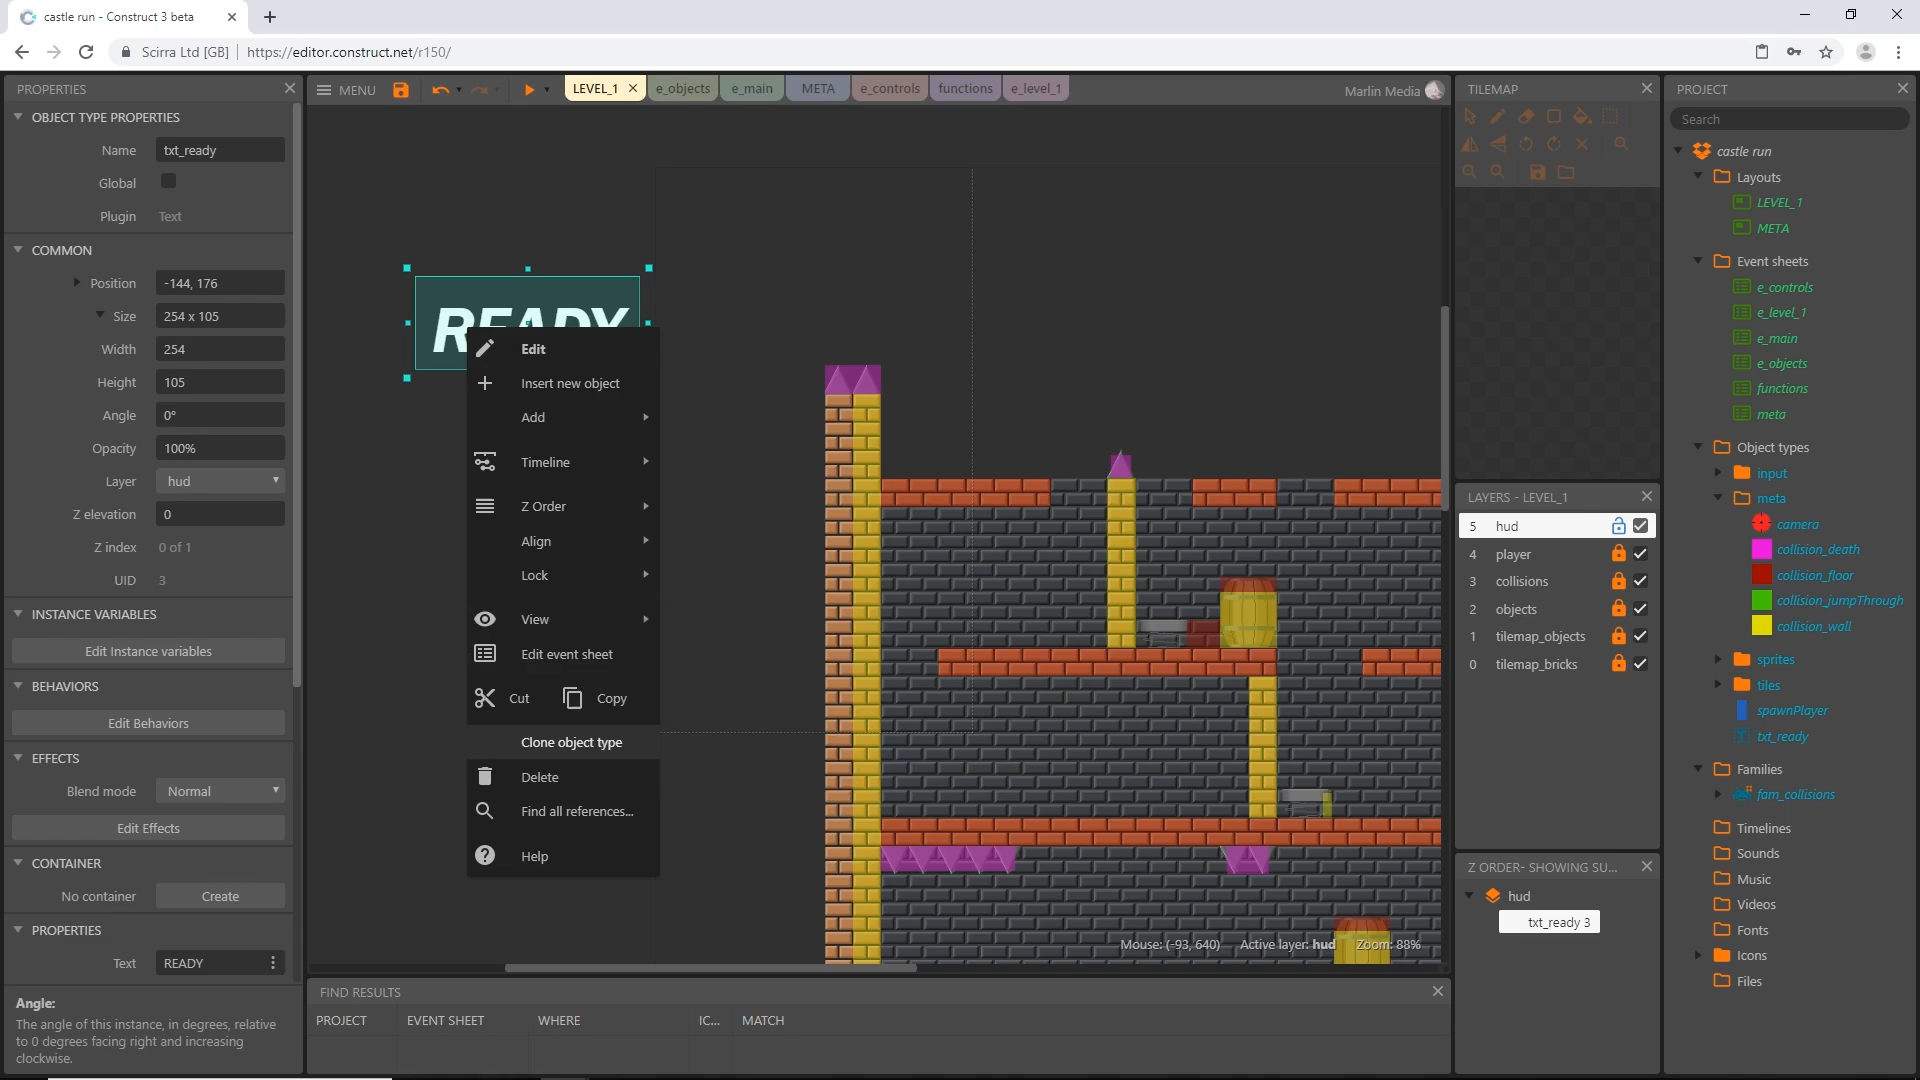 castle run - Construct 3 beta
Scirra Ltd [GB]
https://editor.construct.net/r150/
PROPERTIES
OBJECT TYPE PROPERTIES
Name txt_ready
Global
Plugin Text
COMMON
Position -144, 176
Size 254 x 105
Width 254
Height 105
Angle 0°
Opacity 100%
Layer hud
Z elevation 0
Z index 0 of 1
UID 3
INSTANCE VARIABLES
Edit Instance variables
BEHAVIORS
Edit Behaviors
EFFECTS
Blend mode Normal
Edit Effects
CONTAINER
No container Create
PROPERTIES
Text READY
Angle:
The angle of this instance, in degrees, relative
to 0 degrees facing right and increasing
clockwise.
MENU
LEVEL_1
e_objects
e_main
META
e_controls
functions
e_level_1
Marlin Media
READY
Edit
Insert new object
Add
Timeline
Z Order
Align
Lock
View
Edit event sheet
Cut Copy
Clone object type
Delete
Find all references...
Help
Mouse: (-93, 640) Active layer: hud Zoom: 88%
FIND RESULTS
PROJECT EVENT SHEET WHERE IC... MATCH
TILEMAP
LAYERS - LEVEL_1
5 hud
4 player
3 collisions
2 objects
1 tilemap_objects
0 tilemap_bricks
Z ORDER- SHOWING SU...
hud
txt_ready 3
PROJECT
Search
castle run
Layouts
LEVEL_1
META
Event sheets
e_controls
e_level_1
e_main
e_objects
functions
meta
Object types
input
meta
camera
collision_death
collision_floor
collision_jumpThrough
collision_wall
sprites
tiles
spawnPlayer
txt_ready
Families
fam_collisions
Timelines
Sounds
Music
Videos
Fonts
Icons
Files